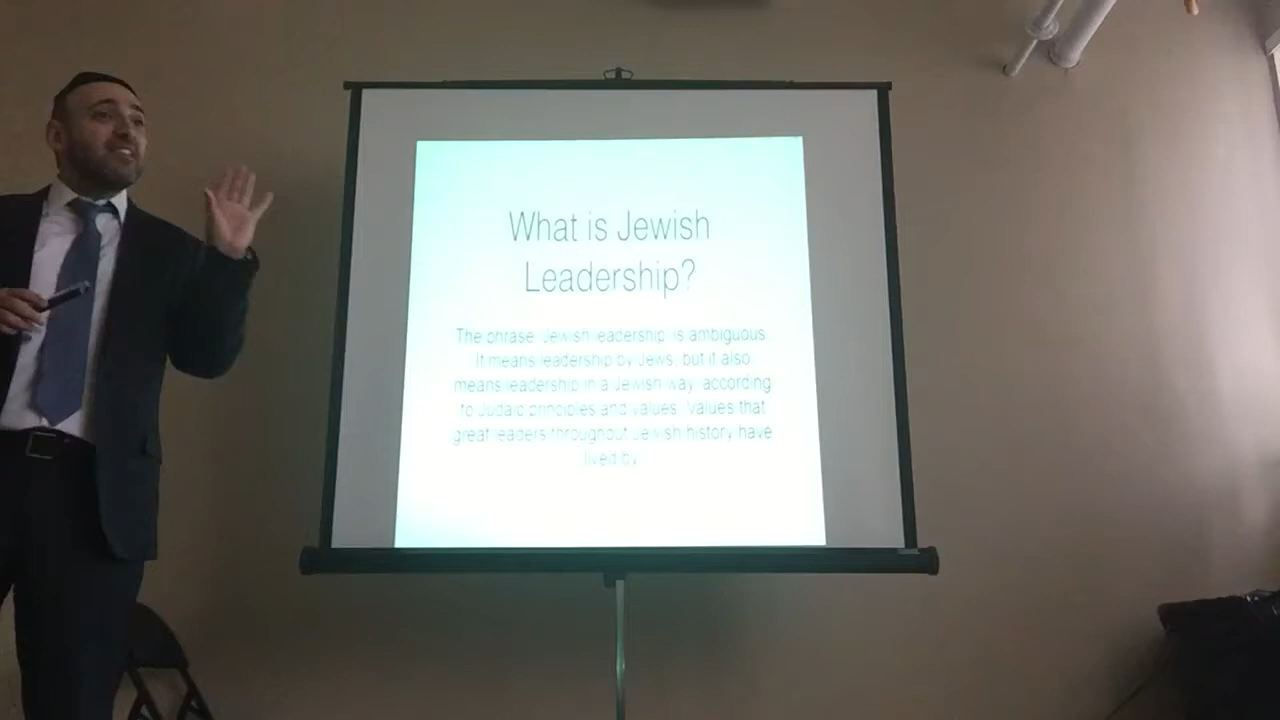 What is Jewish
Leadership?
The phrase 'Jewish leadership' is ambiguous.
It means leadership by Jews, but it also
means leadership in a Jewish way, according
to Judaic principles and values. Values that
great leaders throughout Jewish history have
lived by.